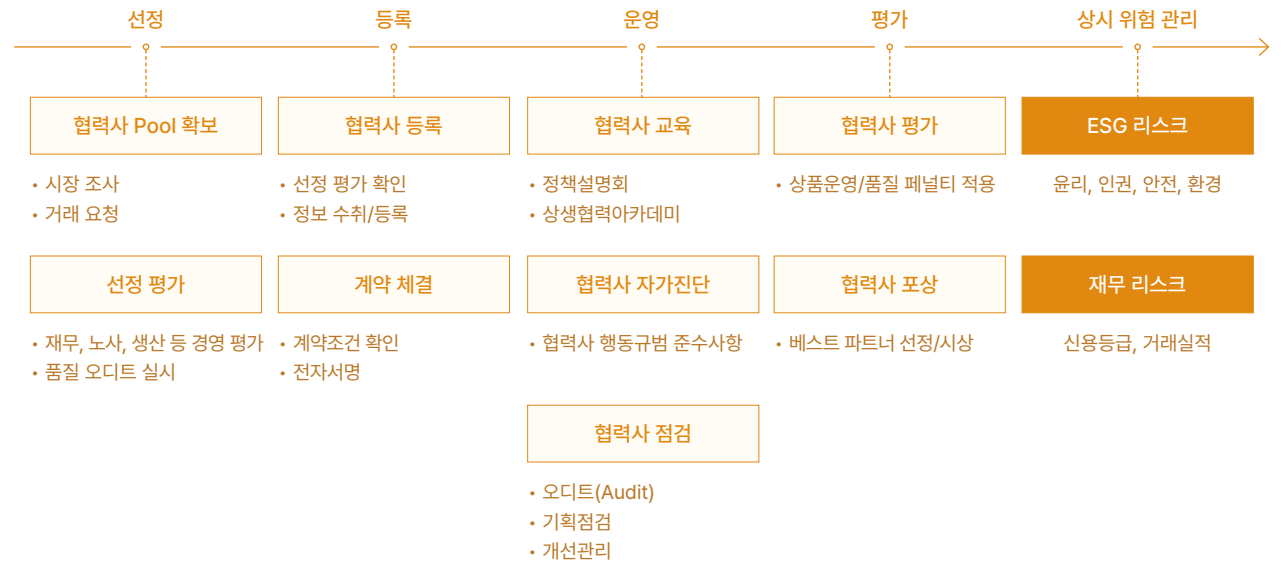 선정
등록
운영
평가
상시 위험 관리
협력사 Pool 확보
• 시장 조사
• 거래 요청
선정 평가
• 재무, 노사, 생산 등 경영 평가
• 품질 오디트 실시
협력사 등록
• 선정 평가 확인
• 정보 수취/등록
계약 체결
• 계약조건 확인
• 전자서명
협력사 교육
• 정책설명회
• 상생협력아카데미
협력사 자가진단
• 협력사 행동규범 준수사항
협력사 점검
• 오디트(Audit)
• 기획점검
• 개선관리
협력사 평가
• 상품운영/품질 페널티 적용
협력사 포상
• 베스트 파트너 선정/시상
ESG 리스크
윤리, 인권, 안전, 환경
재무 리스크
신용등급, 거래실적